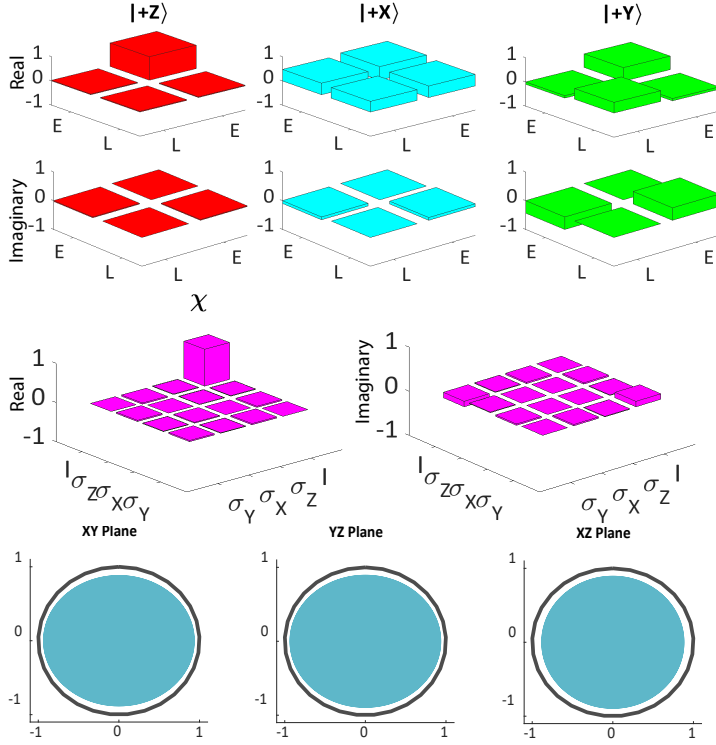 |+Z⟩ |+X⟩ |+Y⟩
Real 1 0 -1 E L L E E L L E E L L E
1 0 -1 1 0 -1
Imaginary 1 0 -1 E L L E E L L E E L L E
1 0 -1 1 0 -1
χ
Real 1 0 -1
Imaginary 1 0 -1
I σZ σX σY σY σX σZ I
I σZ σX σY σY σX σZ I
XY Plane YZ Plane XZ Plane
1 1 1
0 0 0
-1 -1 -1
-1 0 1 -1 0 1 -1 0 1